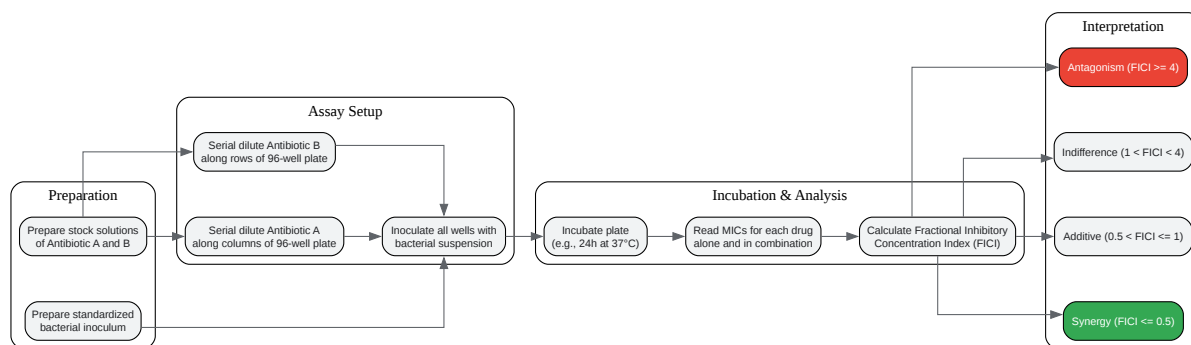 Preparation
Prepare stock solutions
of Antibiotic A and B
Prepare standardized
bacterial inoculum
Assay Setup
Serial dilute Antibiotic B
along rows of 96-well plate
Serial dilute Antibiotic A
along columns of 96-well plate
Inoculate all wells with
bacterial suspension
Incubation & Analysis
Incubate plate
(e.g., 24h at 37°C)
Read MICs for each drug
alone and in combination
Calculate Fractional Inhibitory
Concentration Index (FICI)
Interpretation
Antagonism (FICI >= 4)
Indifference (1 < FICI < 4)
Additive (0.5 < FICI <= 1)
Synergy (FICI <= 0.5)